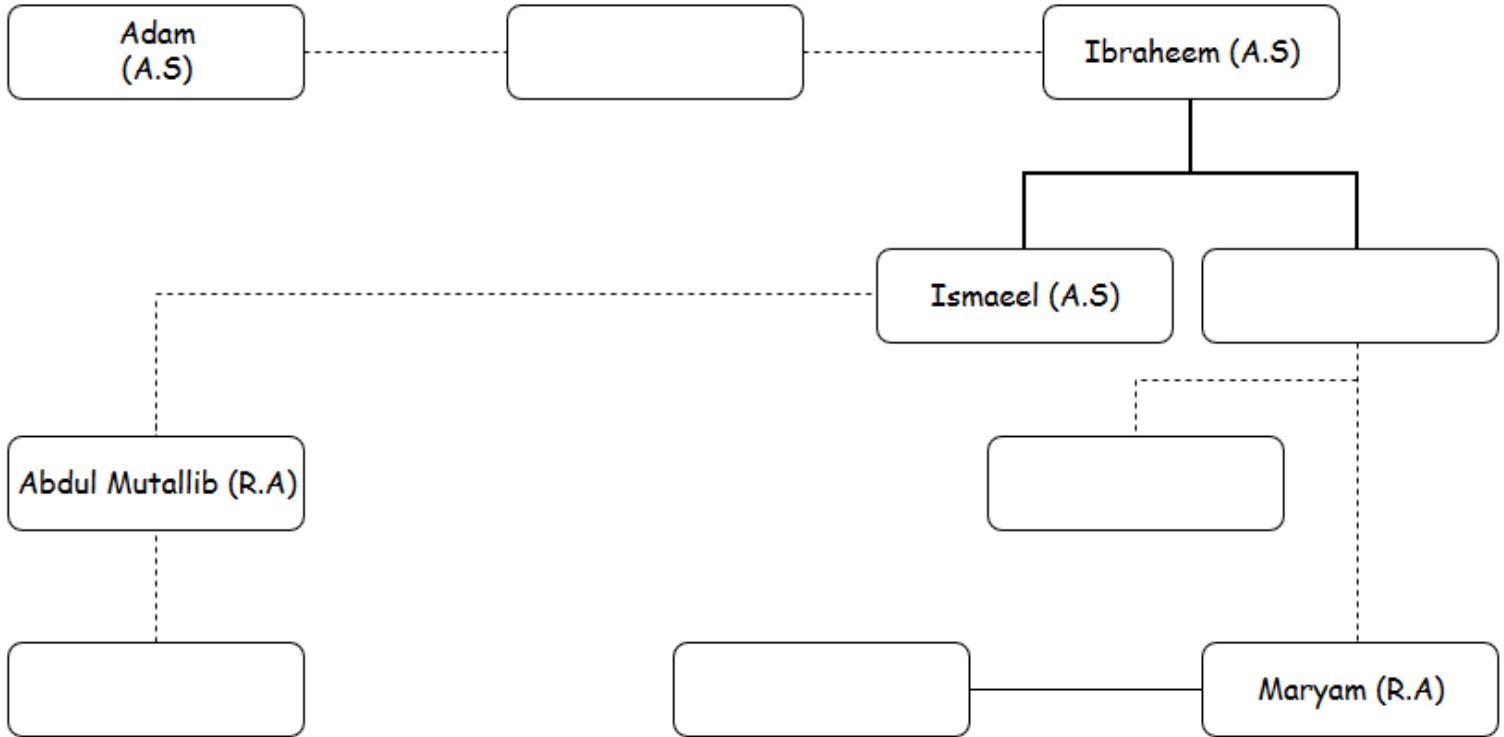 Adam
(A.S)
Ibraheem (A.S)
Ismaeel (A.S)
Abdul Mutallib (R.A)
Maryam (R.A)